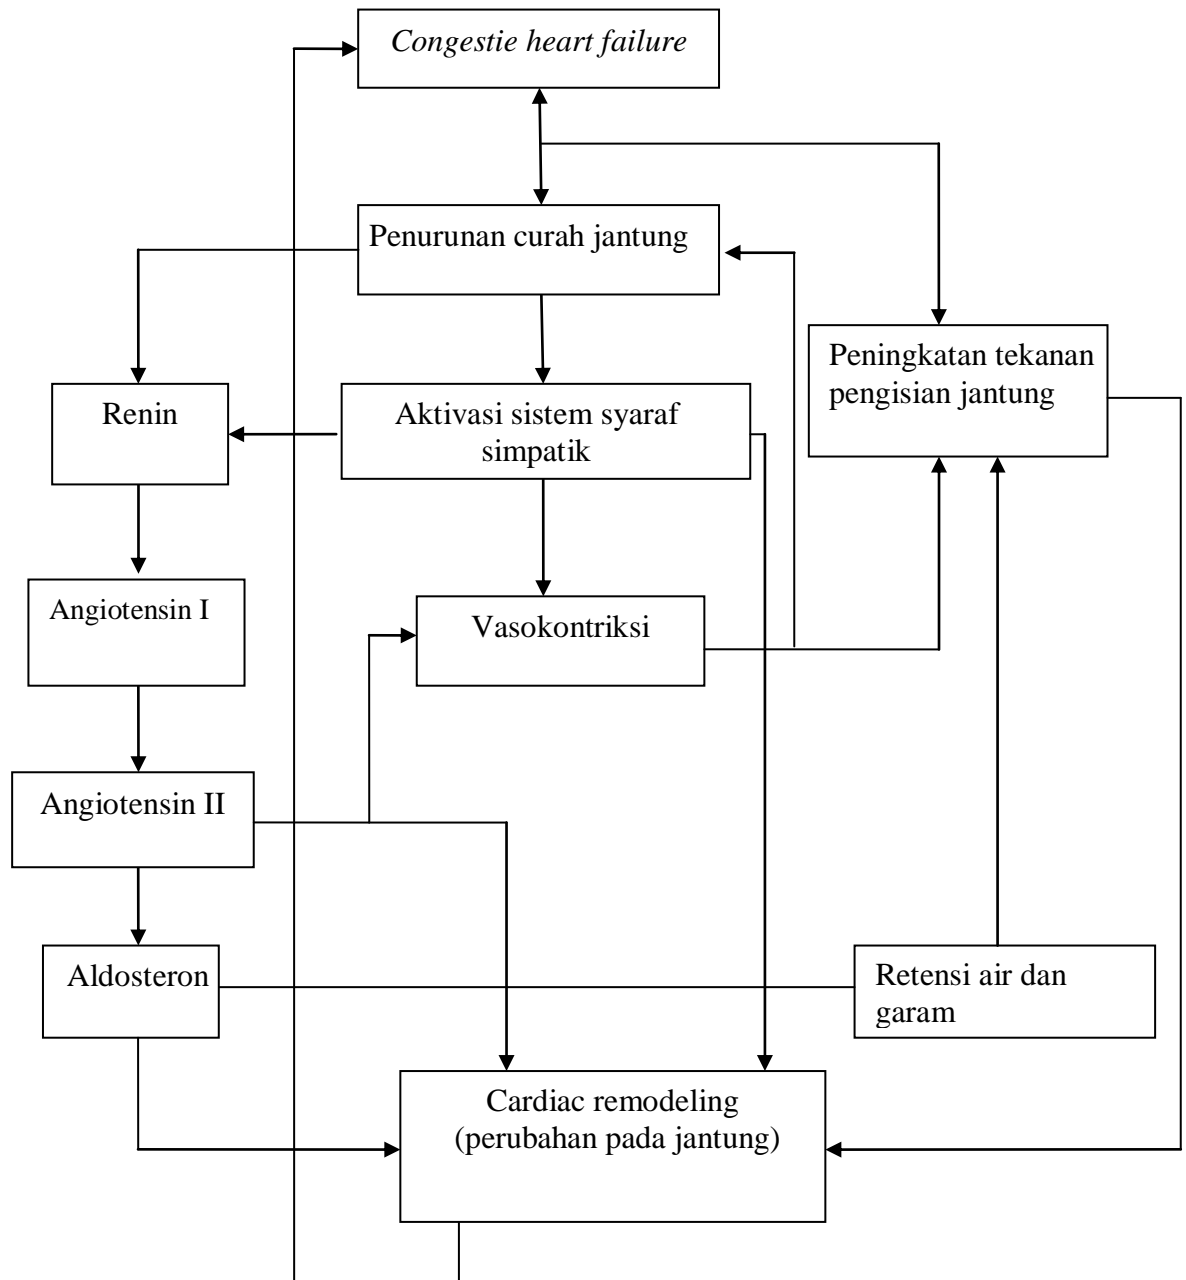 Congestie heart failure
Penurunan curah jantung
Peningkatan tekanan
pengisian jantung
Renin
Aktivasi sistem syaraf
simpatik
Angiotensin I
Vasokontriksi
Angiotensin II
Aldosteron
Retensi air dan
garam
Cardiac remodeling
(perubahan pada jantung)